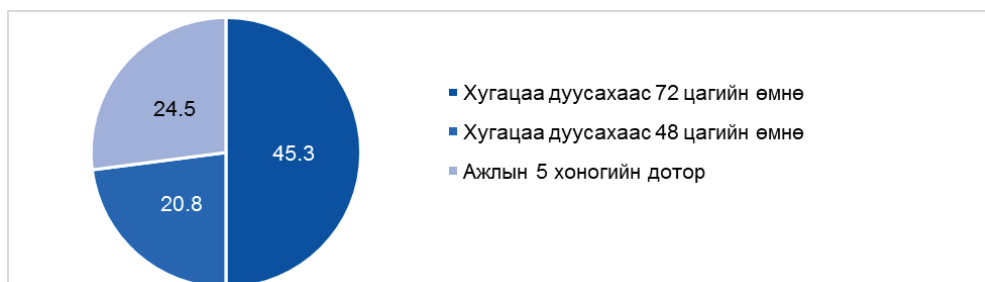 24.5
45.3
20.8
Хугацаа дуусахаас 72 цагийн өмнө
Хугацаа дуусахаас 48 цагийн өмнө
Ажлын 5 хоногийн дотор